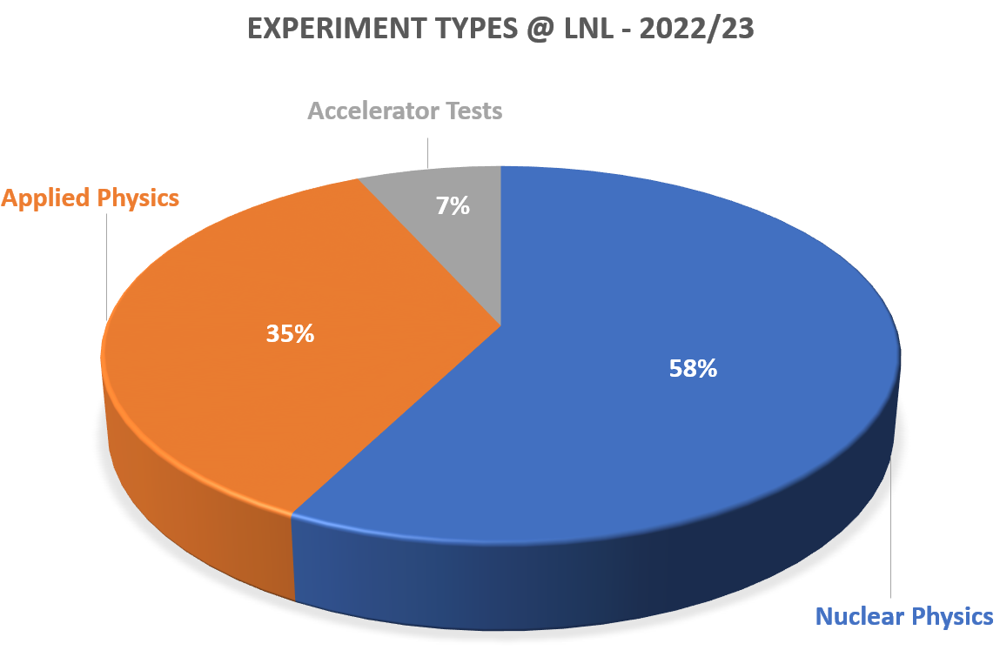 EXPERIMENT TYPES @ LNL - 2022/23
Accelerator Tests
Applied Physics
7%
35%
58%
Nuclear Physics